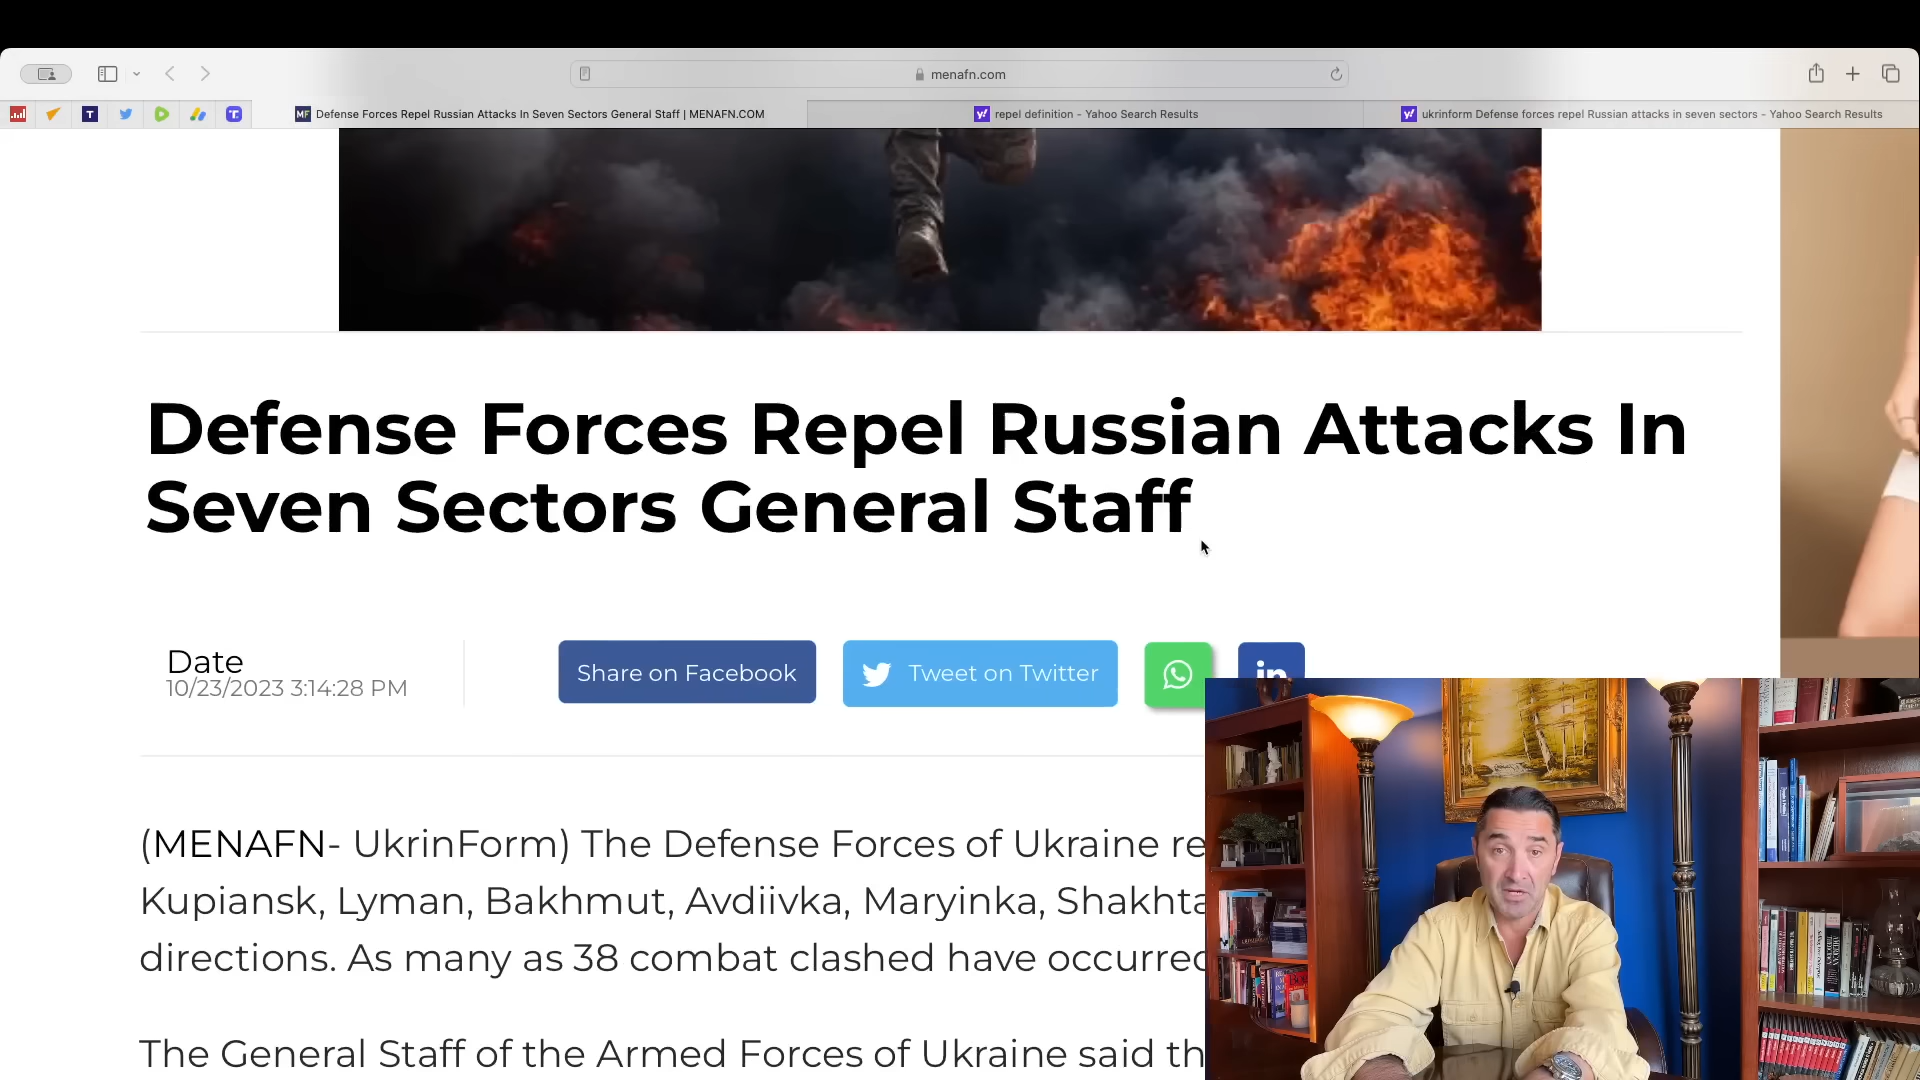 menafn.com
Defense Forces Repel Russian Attacks In Seven Sectors General Staff | MENAFN.COM
repel definition - Yahoo Search Results
ukrinform Defense forces repel Russian attacks in seven sectors - Yahoo Search Results
Defense Forces Repel Russian Attacks In
Seven Sectors General Staff
Date
10/23/2023 3:14:28 PM
Share on Facebook
Tweet on Twitter
in
(MENAFN- UkrinForm) The Defense Forces of Ukraine re
Kupiansk, Lyman, Bakhmut, Avdiivka, Maryinka, Shakhta
directions. As many as 38 combat clashed have occurred
The General Staff of the Armed Forces of Ukraine said th